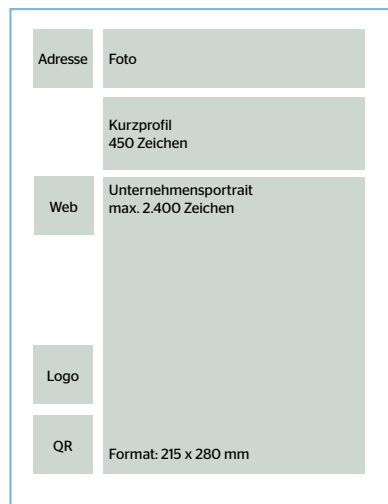 Adresse
Foto
Kurzprofil
450 Zeichen
Web
Unternehmensportrait
max. 2.400 Zeichen
Logo
QR
Format: 215 x 280 mm